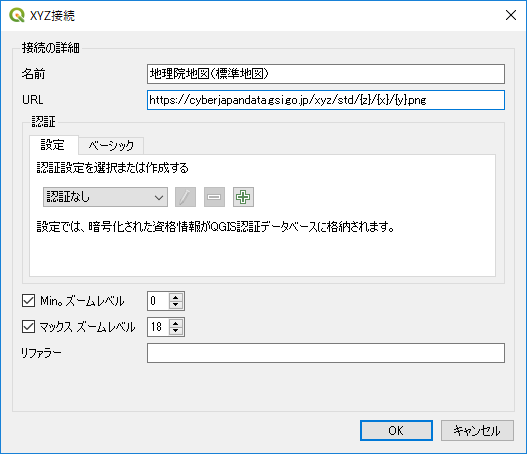 XYZ接続
接続の詳細
名前 地理院地図(標準地図)
URL https://cyberjapandata.gsi.go.jp/xyz/std/{z}/{x}/{y}.png
認証
設定 ベーシック
認証設定を選択または作成する
認証なし
設定では、暗号化された資格情報がQGIS認証データベースに格納されます。
Min。ズームレベル 0
マックス ズームレベル 18
リファラー
OK キャンセル